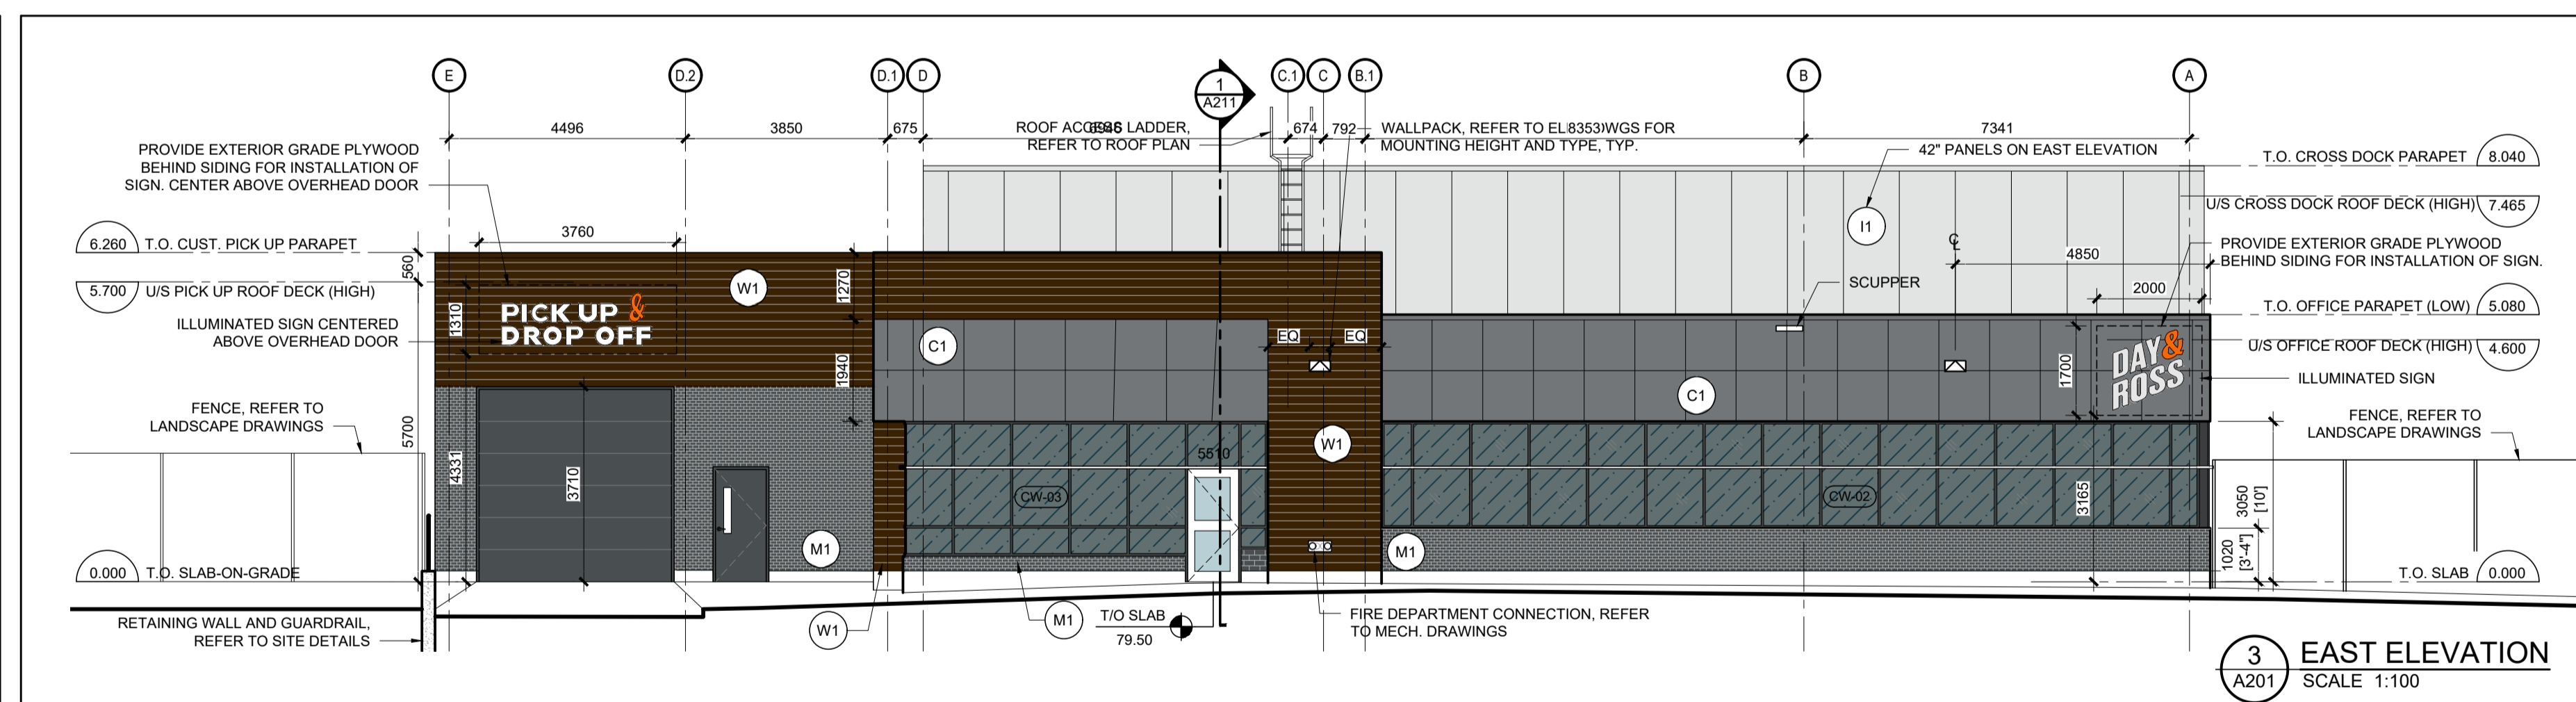 E
D.2
D.1
D
1
A211
C.1
C
B.1
B
A
4496
3850
675
674
792
8353
7341
PROVIDE EXTERIOR GRADE PLYWOOD
BEHIND SIDING FOR INSTALLATION OF
SIGN. CENTER ABOVE OVERHEAD DOOR
ROOF ACCESS LADDER,
REFER TO ROOF PLAN
WALLPACK, REFER TO EL DWGS FOR
MOUNTING HEIGHT AND TYPE, TYP.
42" PANELS ON EAST ELEVATION
T.O. CROSS DOCK PARAPET 8.040
U/S CROSS DOCK ROOF DECK (HIGH) 7.465
I1
6.260 T.O. CUST. PICK UP PARAPET
3760
560
5.700 U/S PICK UP ROOF DECK (HIGH)
W1
1270
CL
4850
PROVIDE EXTERIOR GRADE PLYWOOD
BEHIND SIDING FOR INSTALLATION OF SIGN.
SCUPPER
2000
T.O. OFFICE PARAPET (LOW) 5.080
ILLUMINATED SIGN CENTERED
ABOVE OVERHEAD DOOR
1310
PICK UP &
DROP OFF
C1
EQ
EQ
U/S OFFICE ROOF DECK (HIGH) 4.600
DAY&
ROSS
1940
1700
ILLUMINATED SIGN
C1
FENCE, REFER TO
LANDSCAPE DRAWINGS
5700
4331
3710
W1
5510
FENCE, REFER TO
LANDSCAPE DRAWINGS
CW-03
CW-02
3165
3050
[10']
M1
M1
1020
[3'-4"]
0.000 T.O. SLAB-ON-GRADE
T.O. SLAB 0.000
RETAINING WALL AND GUARDRAIL,
REFER TO SITE DETAILS
W1
M1
T/O SLAB
79.50
FIRE DEPARTMENT CONNECTION, REFER
TO MECH. DRAWINGS
3
A201
EAST ELEVATION
SCALE 1:100